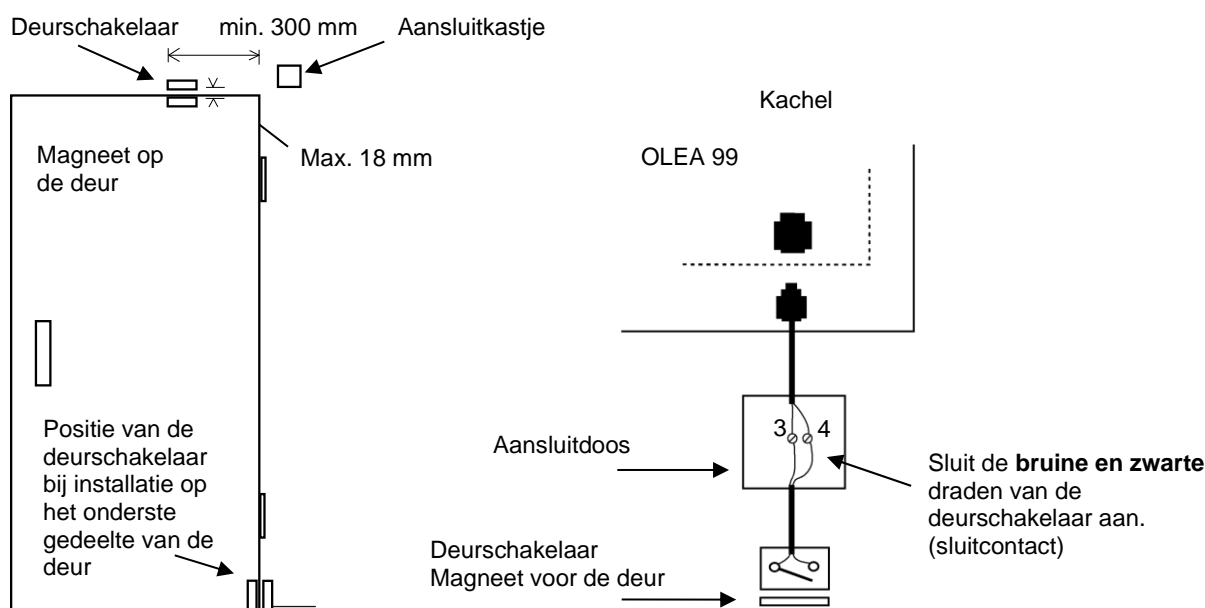 Deurschakelaar
min. 300 mm
Aansluitkastje
Magneet op
de deur
Max. 18 mm
Positie van de
deurschakelaar
bij installatie op
het onderste
gedeelte van de
deur
Kachel
OLEA 99
Aansluitdoos
3
4
Sluit de bruine en zwarte
draden van de
deurschakelaar aan.
(sluitcontact)
Deurschakelaar
Magneet voor de deur